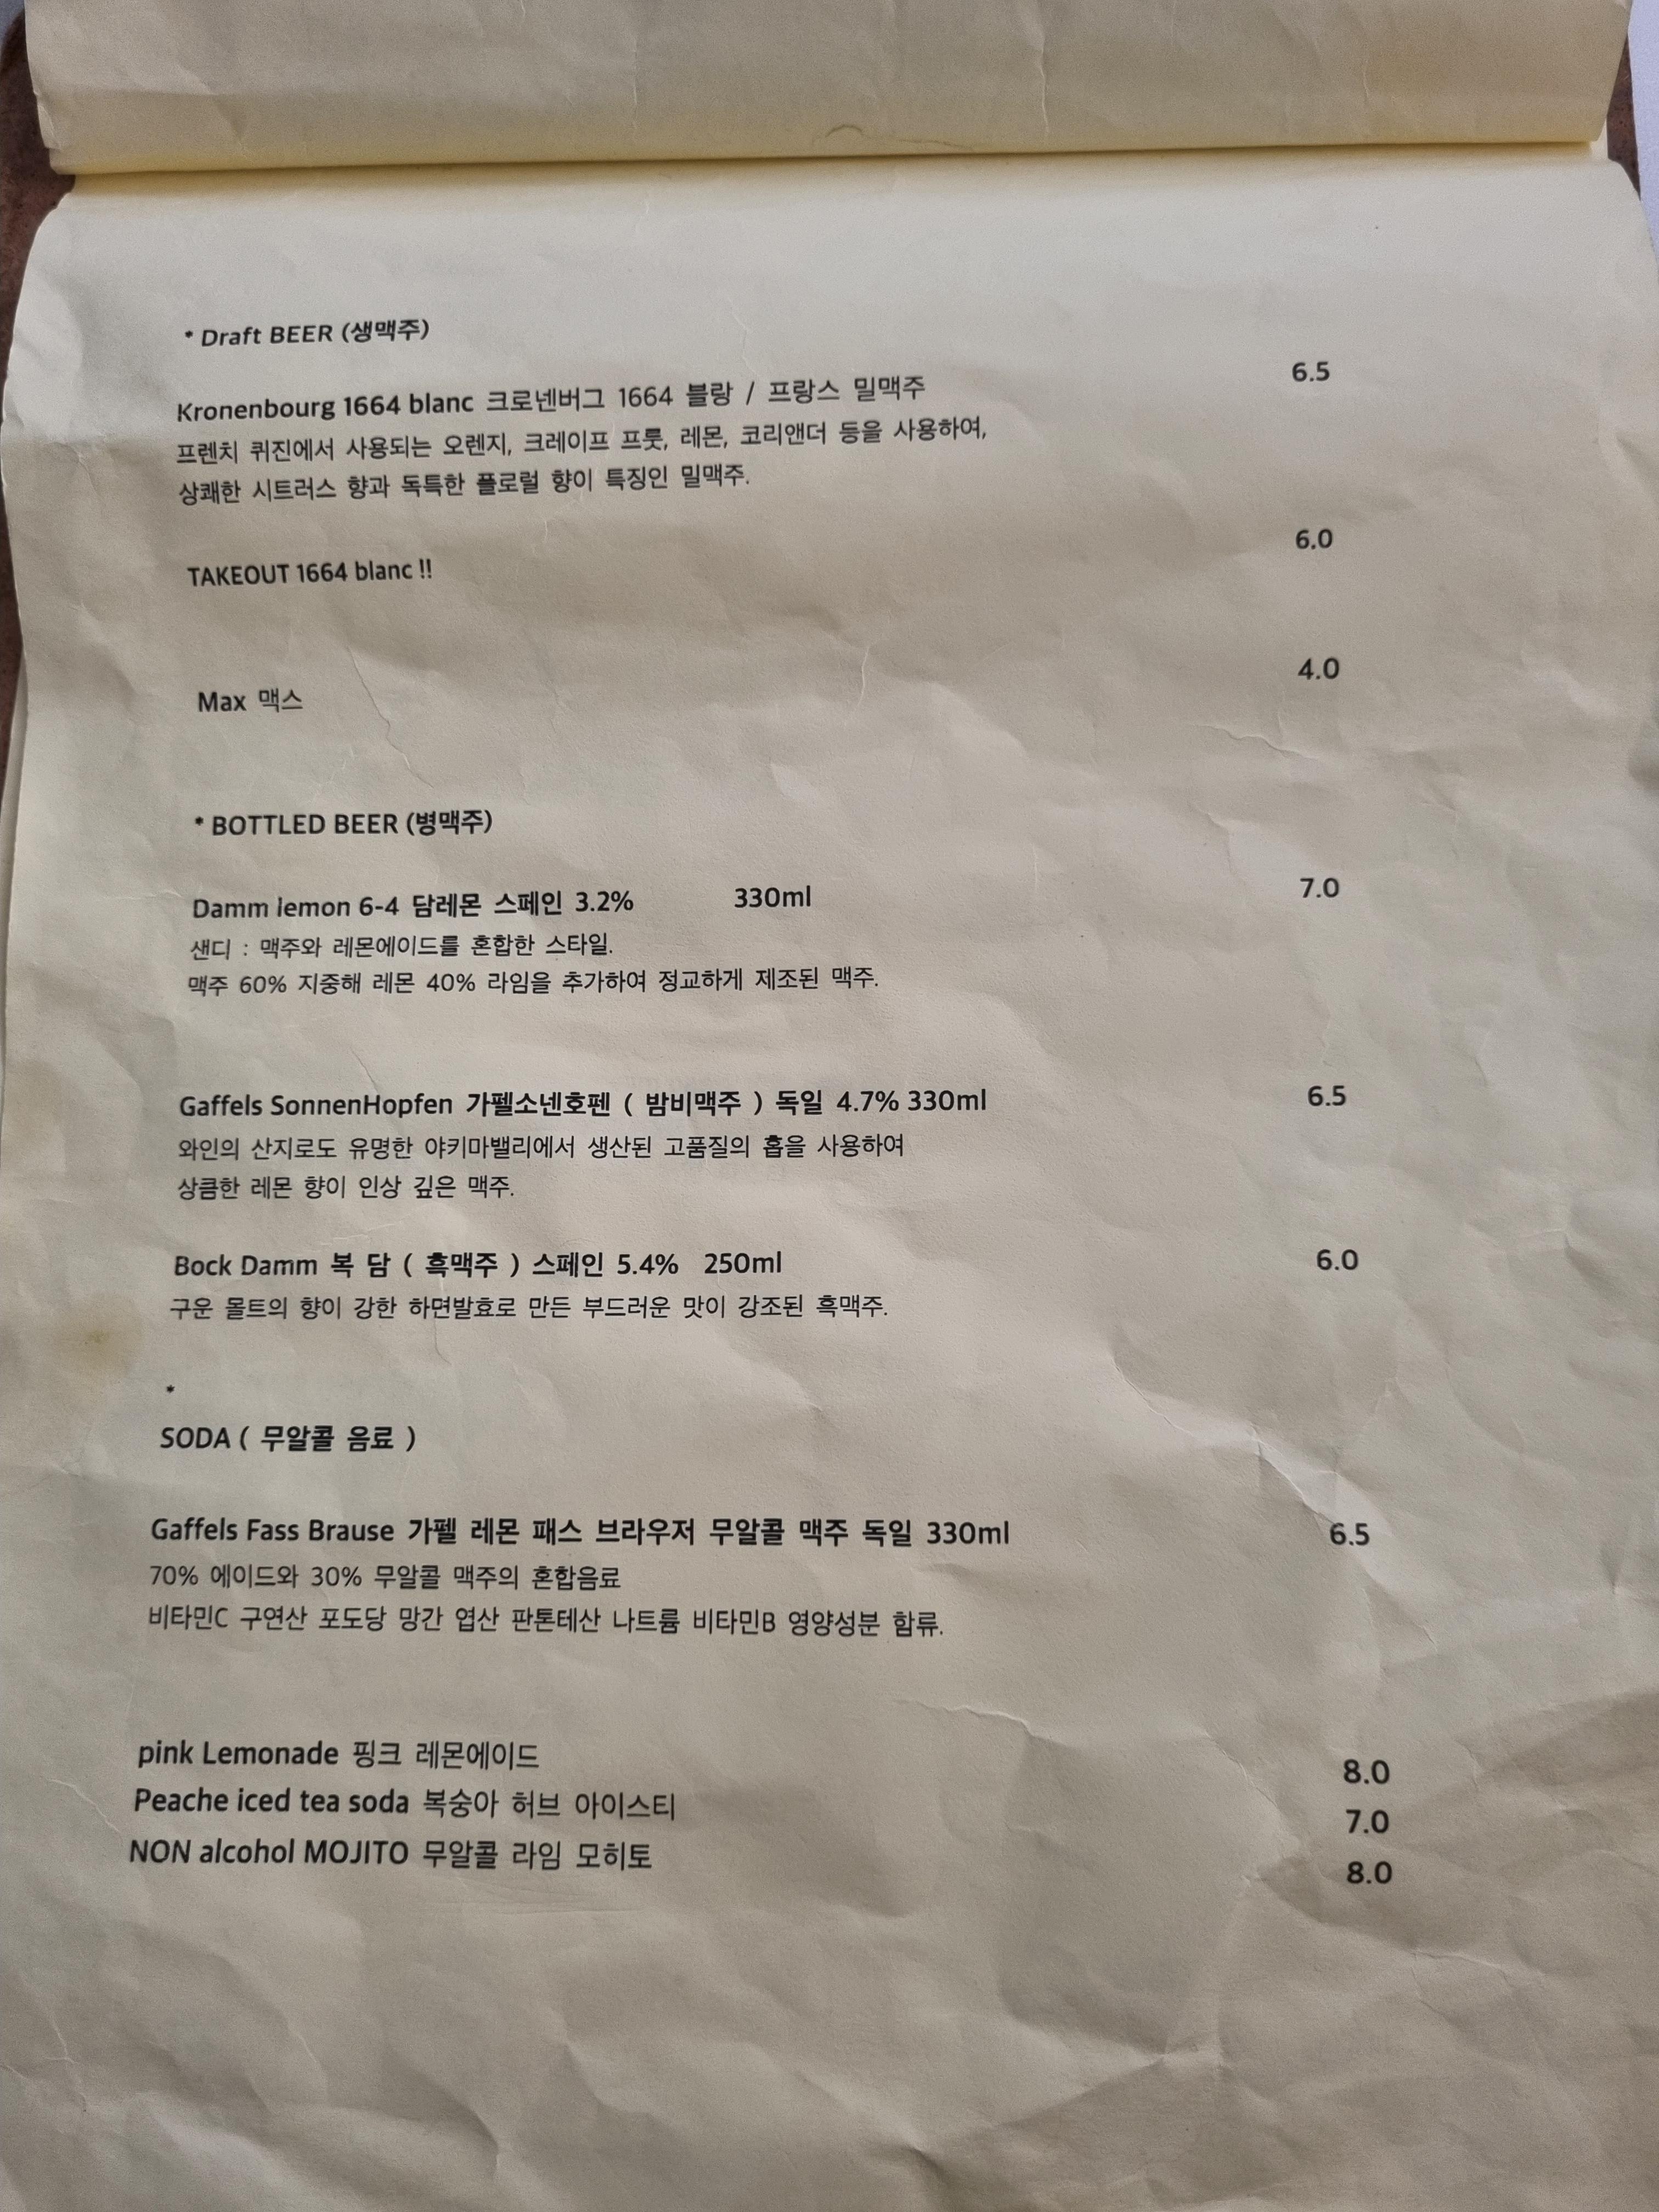 * Draft BEER (생맥주)
Kronenbourg 1664 blanc 크로넨버그 1664 블랑 / 프랑스 밀맥주 6.5
프렌치 퀴진에서 사용되는 오렌지, 크레이프 프룻, 레몬, 코리앤더 등을 사용하여,
상쾌한 시트러스 향과 독특한 플로럴 향이 특징인 밀맥주.
TAKEOUT 1664 blanc !! 6.0
Max 맥스 4.0
* BOTTLED BEER (병맥주)
Damm lemon 6-4 담레몬 스페인 3.2% 330ml 7.0
샌디 : 맥주와 레몬에이드를 혼합한 스타일.
맥주 60% 지중해 레몬 40% 라임을 추가하여 정교하게 제조된 맥주.
Gaffels SonnenHopfen 가펠소넨호펜 ( 밤비맥주 ) 독일 4.7% 330ml 6.5
와인의 산지로도 유명한 야키마밸리에서 생산된 고품질의 홉을 사용하여
상큼한 레몬 향이 인상 깊은 맥주.
Bock Damm 복 담 ( 흑맥주 ) 스페인 5.4% 250ml 6.0
구운 몰트의 향이 강한 하면발효로 만든 부드러운 맛이 강조된 흑맥주.
*
SODA ( 무알콜 음료 )
Gaffels Fass Brause 가펠 레몬 패스 브라우저 무알콜 맥주 독일 330ml 6.5
70% 에이드와 30% 무알콜 맥주의 혼합음료
비타민C 구연산 포도당 망간 엽산 판톤테산 나트륨 비타민B 영양성분 함류.
pink Lemonade 핑크 레몬에이드 8.0
Peache iced tea soda 복숭아 허브 아이스티 7.0
NON alcohol MOJITO 무알콜 라임 모히토 8.0